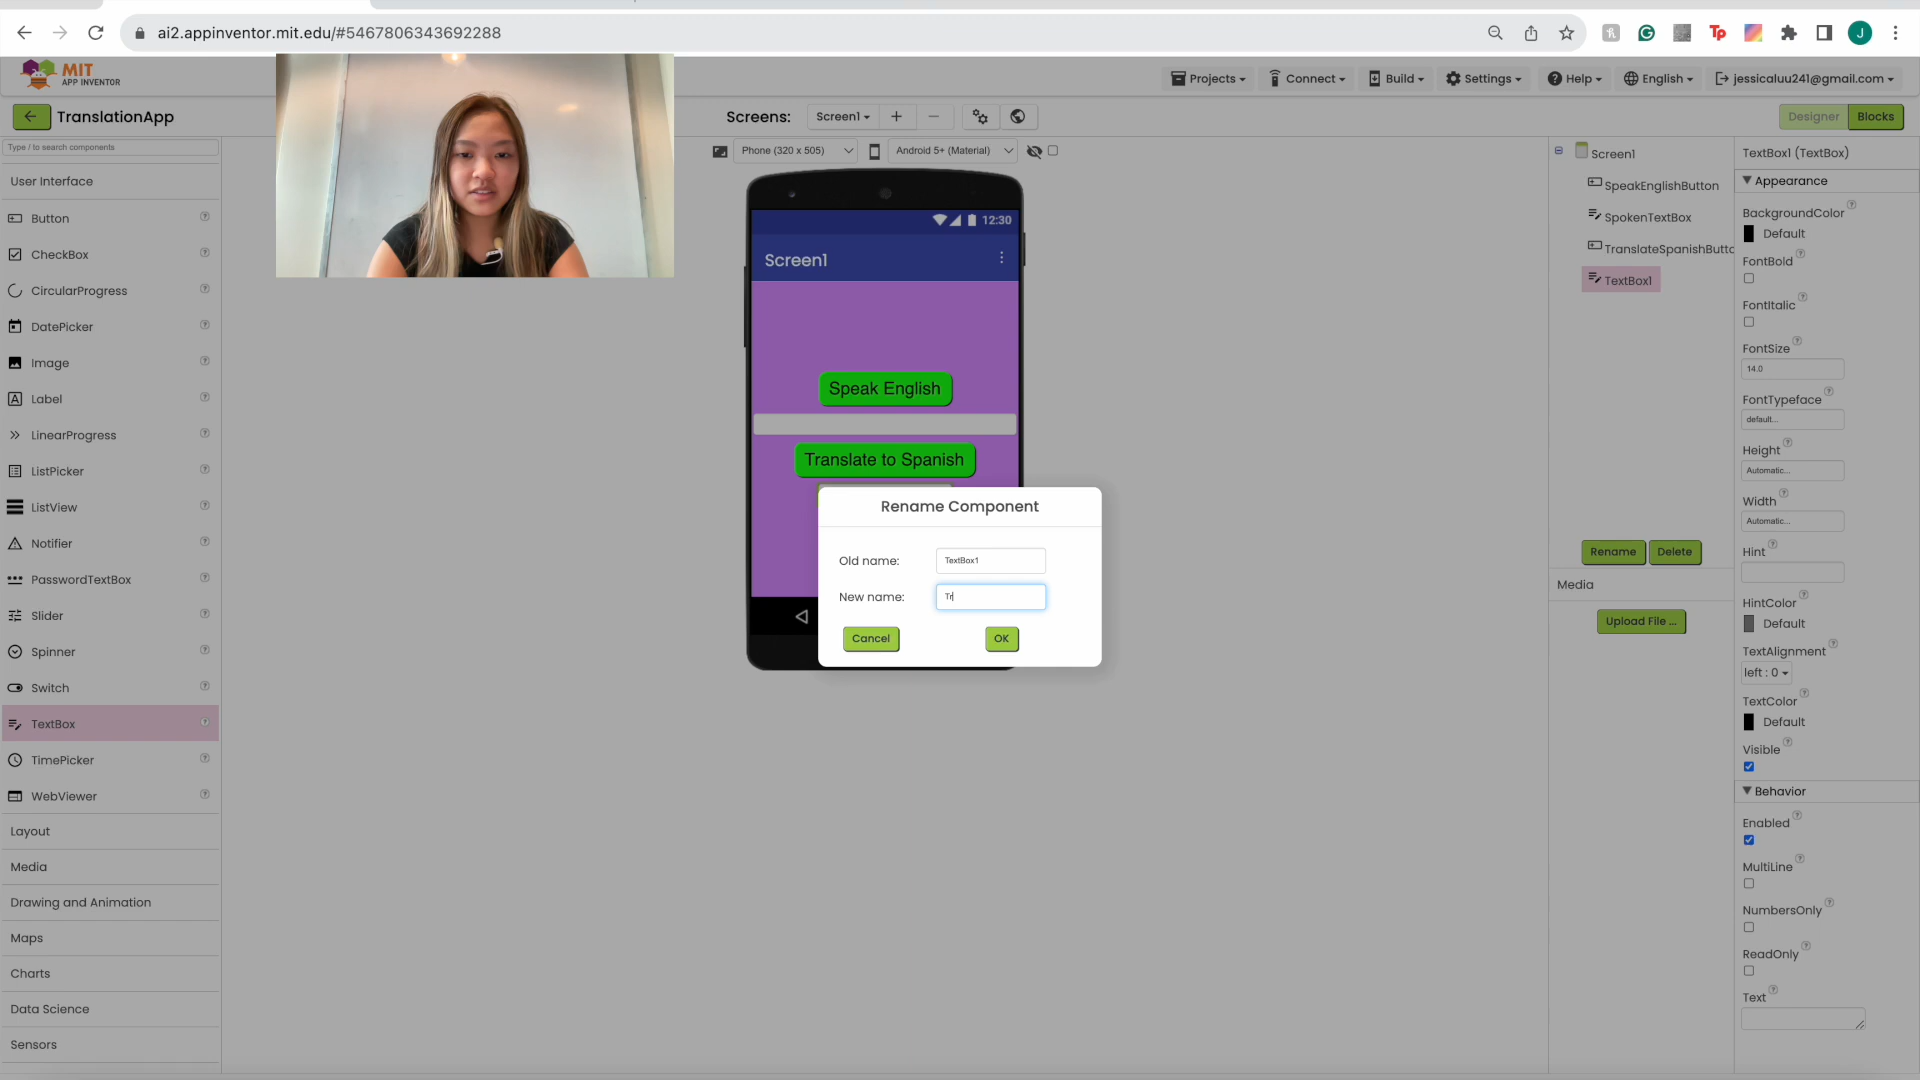 ai2.appinventor.mit.edu/#5467806343692288
J
MIT
APP INVENTOR
Projects
Connect
Build
Settings
Help
English
jessicaluu241@gmail.com
TranslationApp
Screens:
Screen1
Designer
Blocks
Type / to search components
User Interface
Button
CheckBox
CircularProgress
DatePicker
Image
Label
LinearProgress
ListPicker
ListView
Notifier
PasswordTextBox
Slider
Spinner
Switch
TextBox
TimePicker
WebViewer
Layout
Media
Drawing and Animation
Maps
Charts
Data Science
Sensors
Phone (320 x 505)
Android 5+ (Material)
12:30
Screen1
Speak English
Translate to Spanish
Rename Component
Old name:
TextBox1
New name:
Tr
Cancel
OK
Screen1
SpeakEnglishButton
SpokenTextBox
TranslateSpanishButto
TextBox1
Rename
Delete
Media
Upload File ...
TextBox1 (TextBox)
Appearance
BackgroundColor
Default
FontBold
FontItalic
FontSize
14.0
FontTypeface
default...
Height
Automatic...
Width
Automatic...
Hint
HintColor
Default
TextAlignment
left : 0
TextColor
Default
Visible
Behavior
Enabled
MultiLine
NumbersOnly
ReadOnly
Text